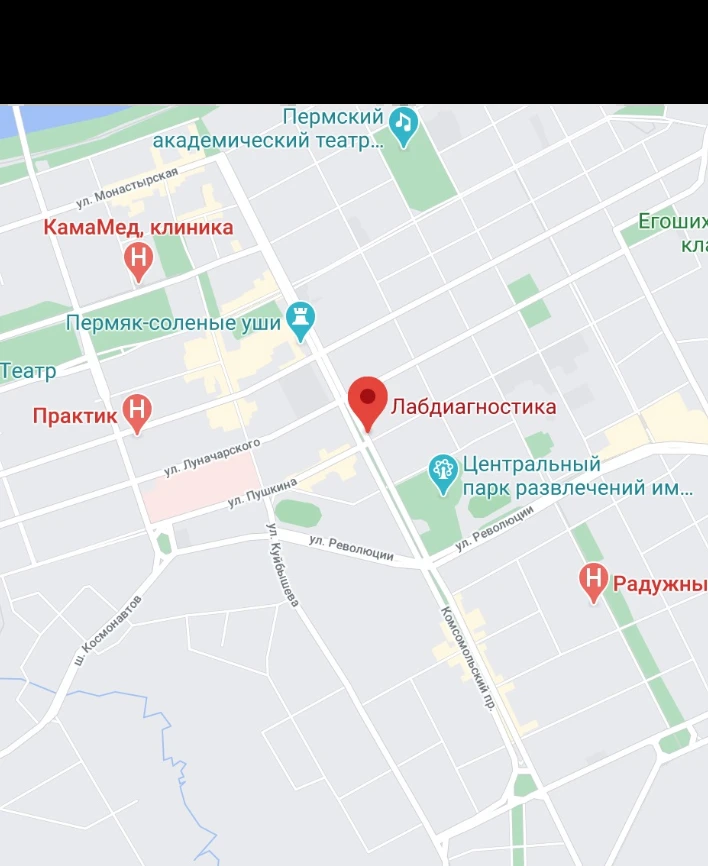 Пермский
академический театр...
ул. Монастырская
КамаМед, клиника
Егоших
кла
Пермяк-соленые уши
Театр
Практик
Лабдиагностика
ул. Луначарского
Центральный
парк развлечений им...
ул. Пушкина
ул. Революции
ул. Революции
ул. Куйбышева
Радужны
ш. Космонавтов
Комсомольский пр.